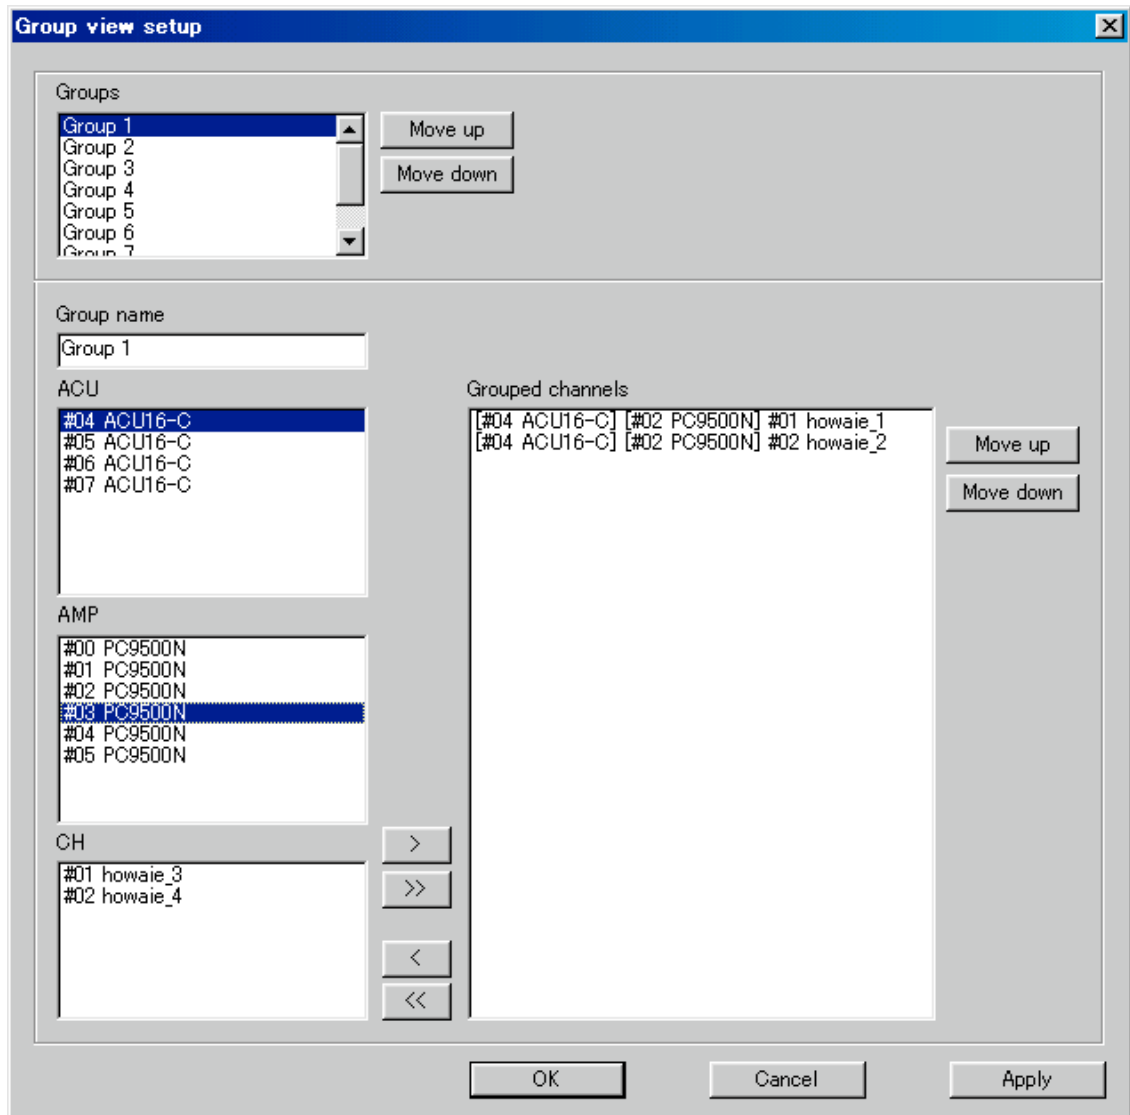 Group view setup
Groups
Group 1
Group 2
Group 3
Group 4
Group 5
Group 6
Group 7
Move up
Move down
Group name
Group 1
ACU
#04 ACU16-C
#05 ACU16-C
#06 ACU16-C
#07 ACU16-C
AMP
#00 PC9500N
#01 PC9500N
#02 PC9500N
#03 PC9500N
#04 PC9500N
#05 PC9500N
CH
#01 howaie_3
#02 howaie_4
>
>>
<
<<
Grouped channels
[#04 ACU16-C] [#02 PC9500N] #01 howaie_1
[#04 ACU16-C] [#02 PC9500N] #02 howaie_2
Move up
Move down
OK
Cancel
Apply